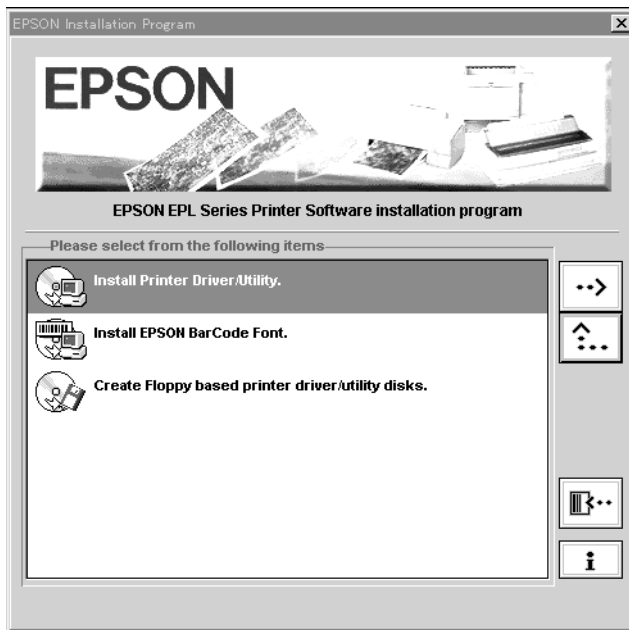 EPSON Installation Program
EPSON
EPSON EPL Series Printer Software installation program
Please select from the following items
Install Printer Driver/Utility.
Install EPSON BarCode Font.
Create Floppy based printer driver/utility disks.